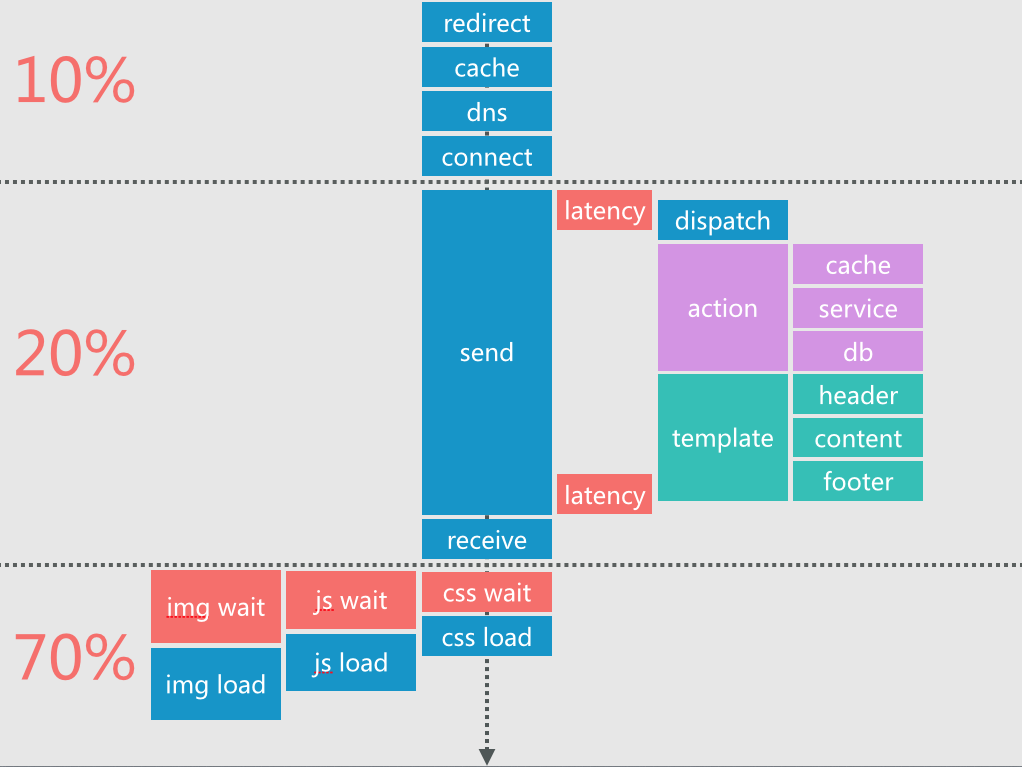 10%
redirect
cache
dns
connect
20%
send
latency
dispatch
action
cache
service
db
template
header
content
footer
latency
receive
70%
img wait
js wait
css wait
img load
js load
css load